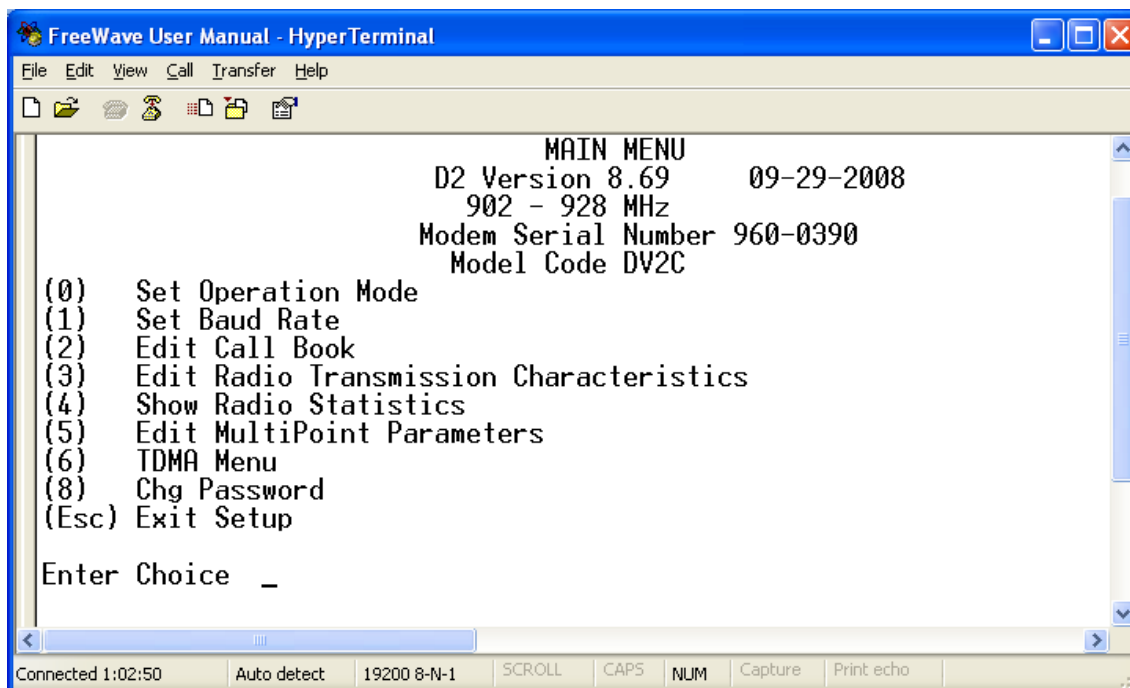 FreeWave User Manual - HyperTerminal
File Edit View Call Transfer Help
MAIN MENU
D2 Version 8.69 09-29-2008
902 - 928 MHz
Modem Serial Number 960-0390
Model Code DV2C
(0) Set Operation Mode
(1) Set Baud Rate
(2) Edit Call Book
(3) Edit Radio Transmission Characteristics
(4) Show Radio Statistics
(5) Edit MultiPoint Parameters
(6) TDMA Menu
(8) Chg Password
(Esc) Exit Setup
Enter Choice _
Connected 1:02:50 Auto detect 19200 8-N-1 SCROLL CAPS NUM Capture Print echo